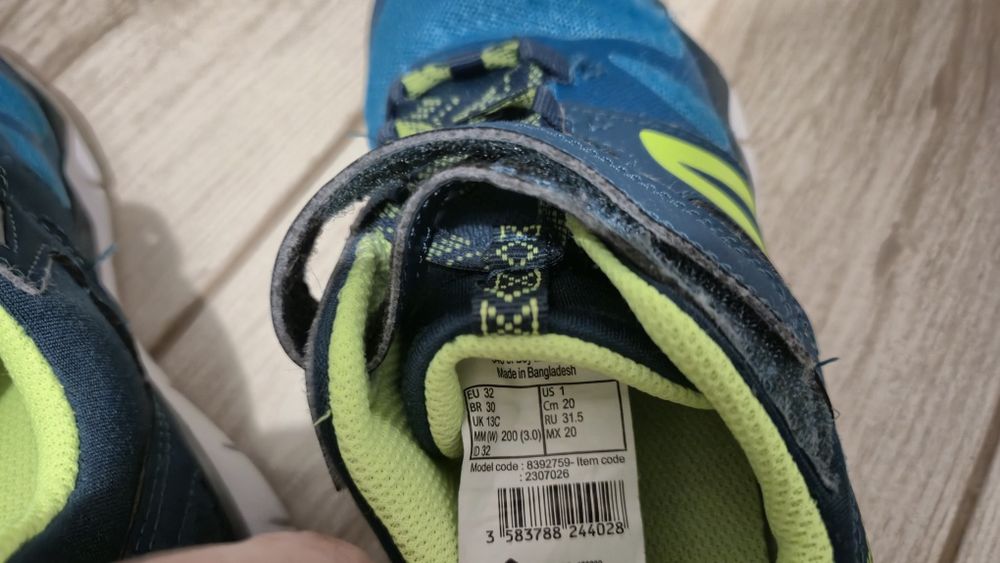 Made in Bangladesh
EU 32 US 1
BR 30 Cm 20
UK 13C RU 31.5
MM (W) 200 (3.0) MX 20
ID 32
Model code : 8392759- Item code
: 2307026
3 583788 244028